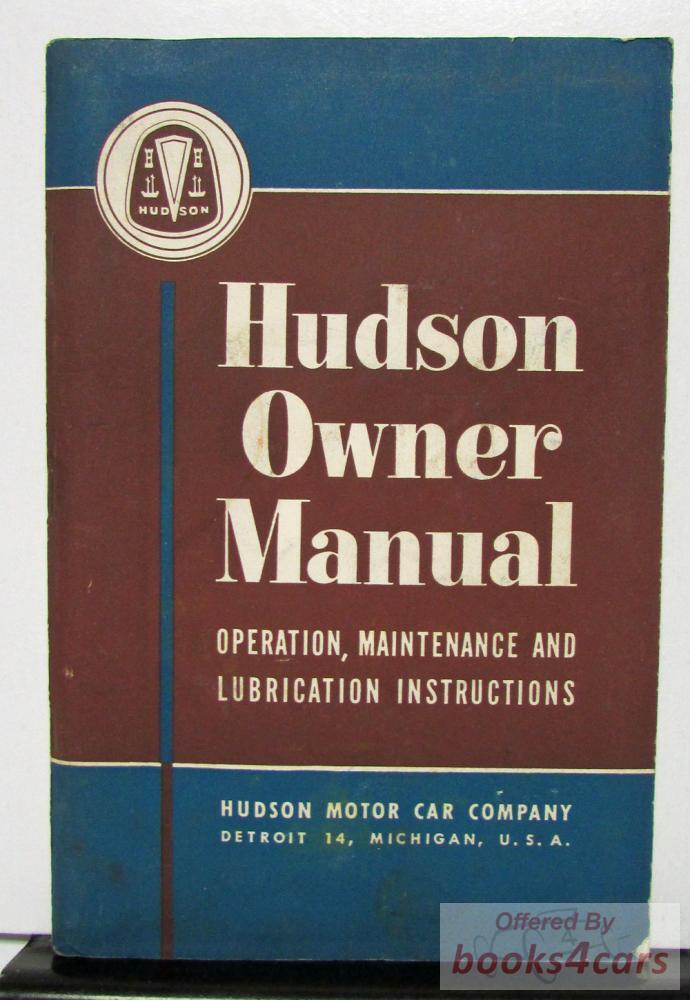 HUDSON
Hudson
Owner
Manual
OPERATION, MAINTENANCE AND
LUBRICATION INSTRUCTIONS
HUDSON MOTOR CAR COMPANY
DETROIT 14, MICHIGAN, U. S. A.
Offered By
books4cars